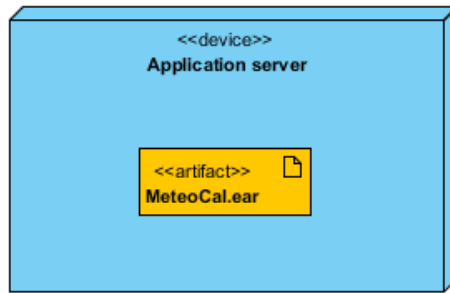 <<device>>
Application server
<<artifact>>
MeteoCal.ear